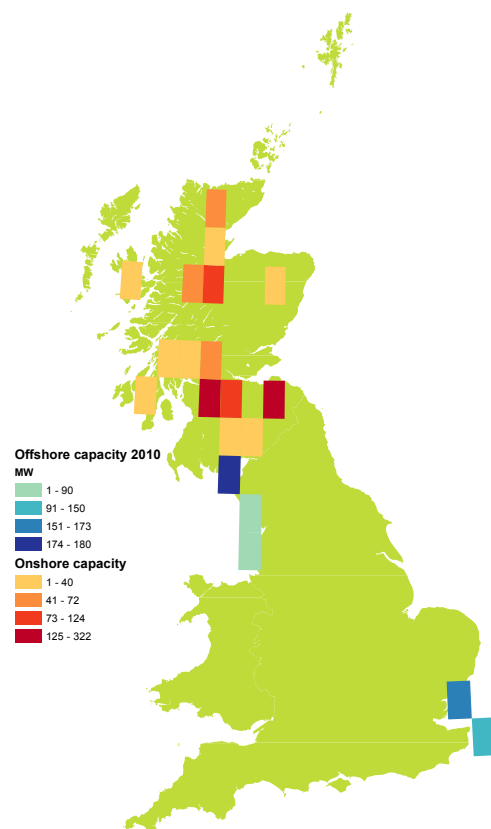 Offshore capacity 2010
MW
1 - 90
91 - 150
151 - 173
174 - 180
Onshore capacity
1 - 40
41 - 72
73 - 124
125 - 322